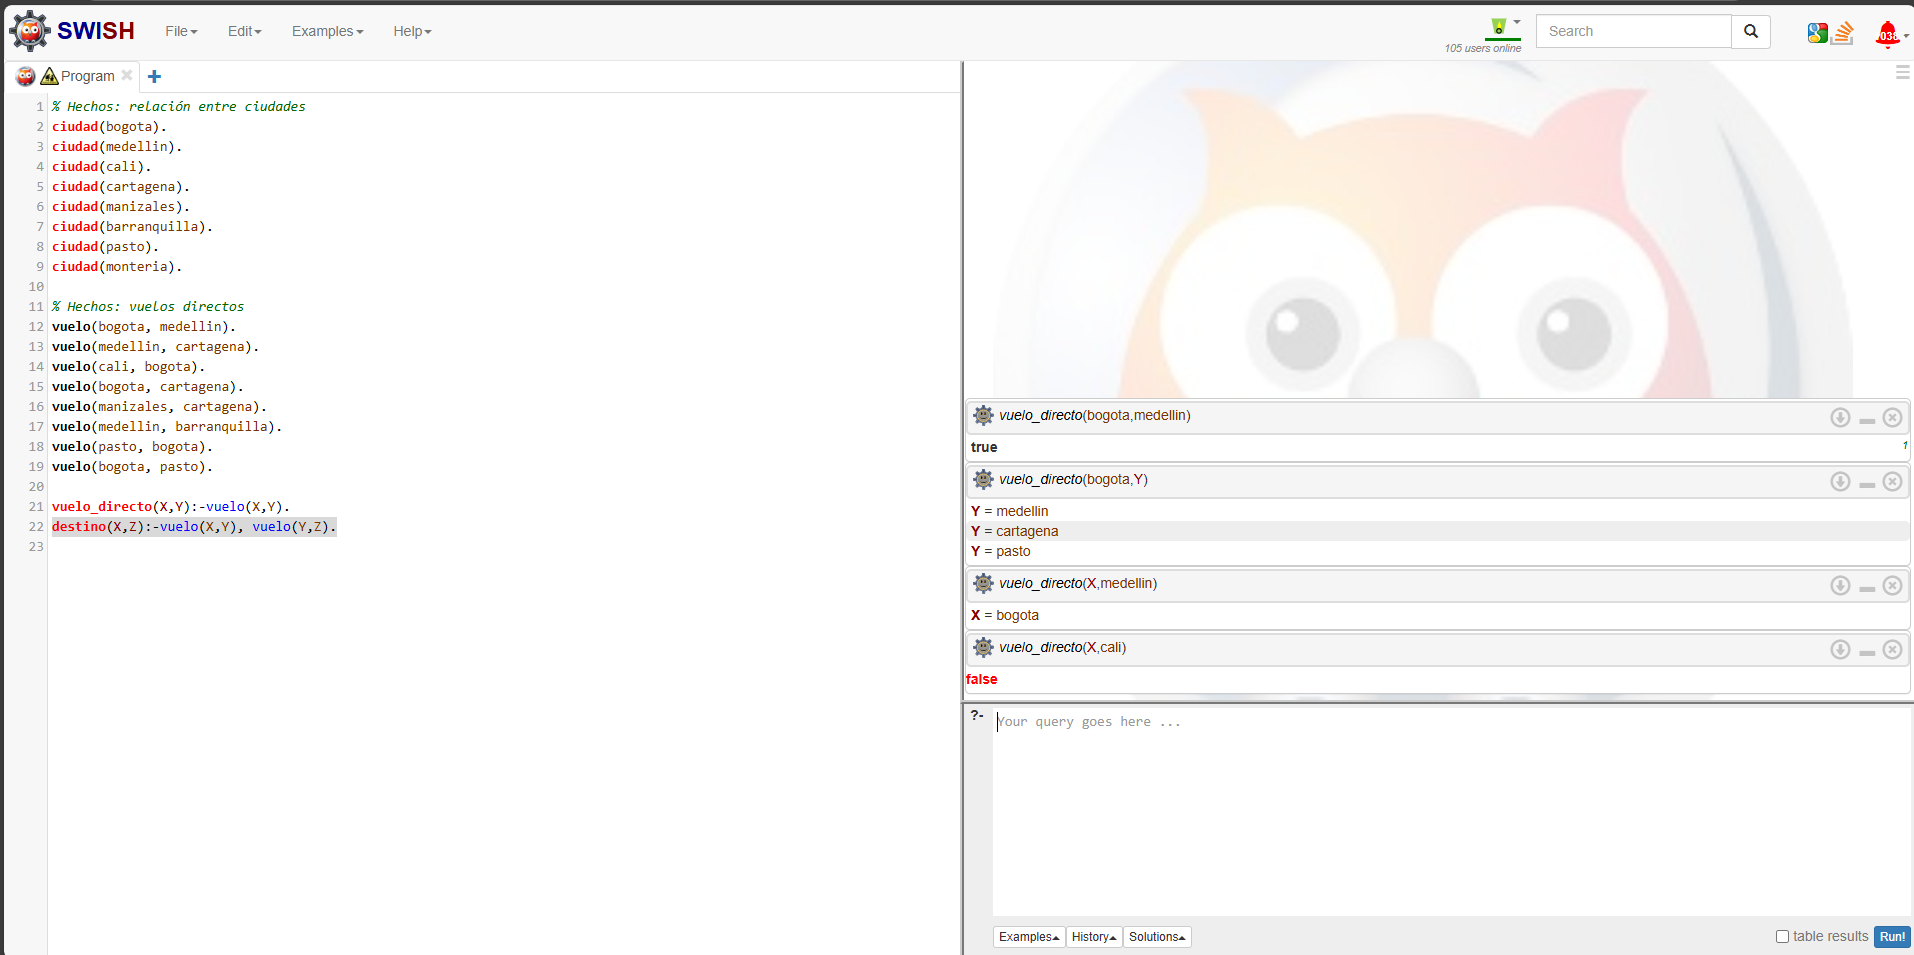 SWISH
File
Edit
Examples
Help
105 users online
Search
Program
1 % Hechos: relación entre ciudades
2 ciudad(bogota).
3 ciudad(medellin).
4 ciudad(cali).
5 ciudad(cartagena).
6 ciudad(manizales).
7 ciudad(barranquilla).
8 ciudad(pasto).
9 ciudad(monteria).
10
11 % Hechos: vuelos directos
12 vuelo(bogota, medellin).
13 vuelo(medellin, cartagena).
14 vuelo(cali, bogota).
15 vuelo(bogota, cartagena).
16 vuelo(manizales, cartagena).
17 vuelo(medellin, barranquilla).
18 vuelo(pasto, bogota).
19 vuelo(bogota, pasto).
20
21 vuelo_directo(X,Y):-vuelo(X,Y).
22 destino(X,Z):-vuelo(X,Y), vuelo(Y,Z).
23
vuelo_directo(bogota,medellin)
true 1
vuelo_directo(bogota,Y)
Y = medellin
Y = cartagena
Y = pasto
vuelo_directo(X,medellin)
X = bogota
vuelo_directo(X,cali)
false
?- Your query goes here ...
Examples History Solutions table results Run!